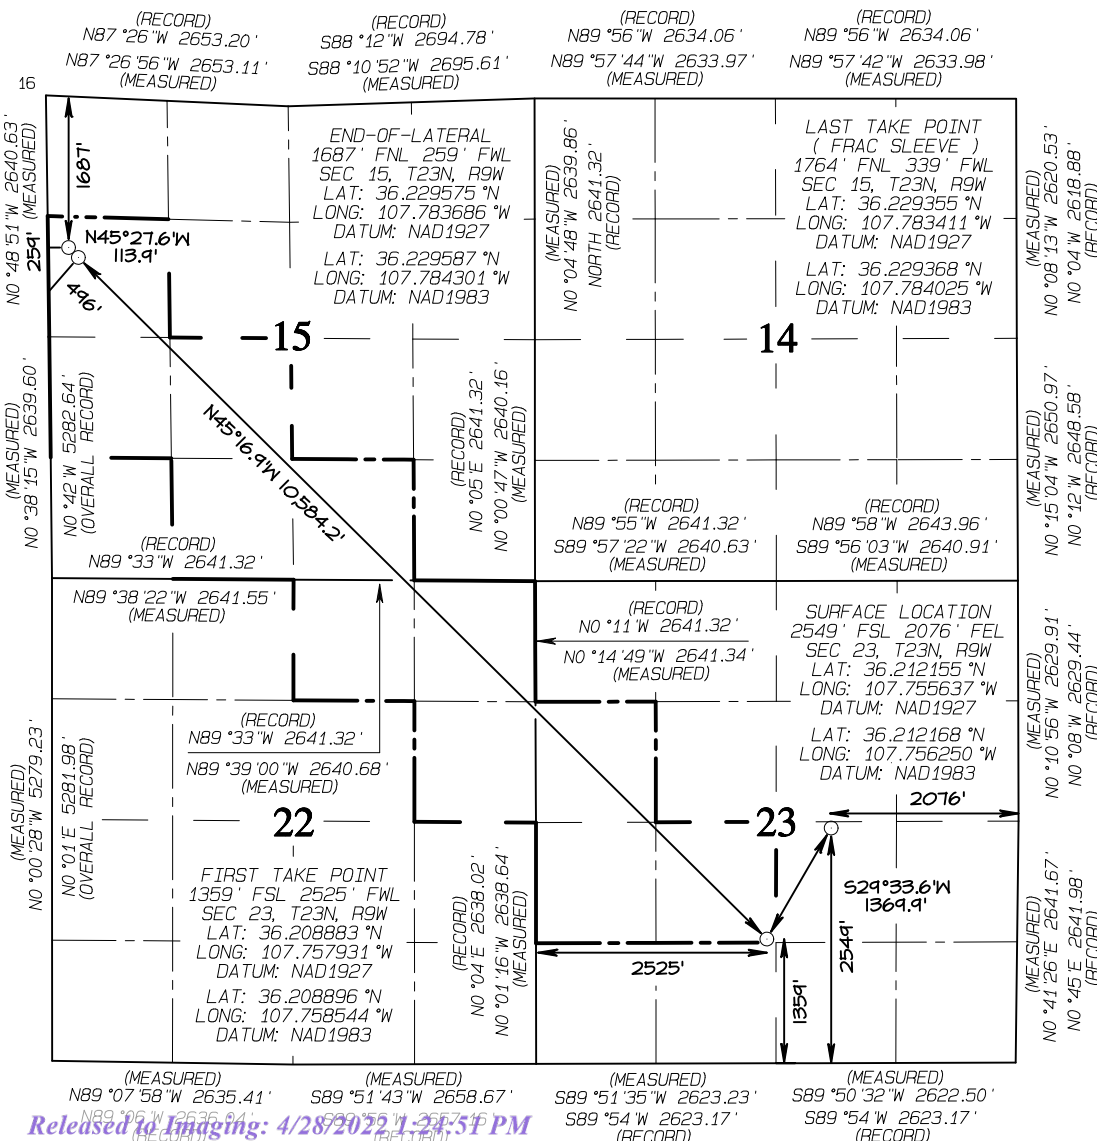 (RECORD)
N87°26'W 2653.20'
N87°26'56"W 2653.11'
(MEASURED)
(RECORD)
S88°12'W 2694.78'
S88°10'52"W 2695.61'
(MEASURED)
(RECORD)
N89°56'W 2634.06'
N89°57'44"W 2633.97'
(MEASURED)
(RECORD)
N89°56'W 2634.06'
N89°57'42"W 2633.98'
(MEASURED)
16
N0°48'51"W 2640.63'
(MEASURED)
1687'
259'
N45°27.6'W
113.9'
496'
END-OF-LATERAL
1687' FNL 259' FWL
SEC 15, T23N, R9W
LAT: 36.229575°N
LONG: 107.783686°W
DATUM: NAD1927
LAT: 36.229587°N
LONG: 107.784301°W
DATUM: NAD1983
(MEASURED)
N0°04'48"W 2639.86'
NORTH 2641.32'
(RECORD)
LAST TAKE POINT
( FRAC SLEEVE )
1764' FNL 339' FWL
SEC 15, T23N, R9W
LAT: 36.229355°N
LONG: 107.783411°W
DATUM: NAD1927
LAT: 36.229368°N
LONG: 107.784025°W
DATUM: NAD1983
(MEASURED)
N0°08'13"W 2620.53'
N0°04'W 2618.88'
(RECORD)
15
14
(MEASURED)
N0°38'15"W 2639.60'
N0°42'W 5282.64'
(OVERALL RECORD)
N45°16.9'W 10,584.2'
(RECORD)
N0°05'E 2641.32'
N0°00'47"W 2640.16'
(MEASURED)
(MEASURED)
N0°15'04"W 2650.97'
N0°12'W 2648.58'
(RECORD)
(RECORD)
N89°33'W 2641.32'
N89°38'22"W 2641.55'
(MEASURED)
(RECORD)
N89°55'W 2641.32'
S89°57'22"W 2640.63'
(MEASURED)
(RECORD)
N89°58'W 2643.96'
S89°56'03"W 2640.91'
(MEASURED)
(RECORD)
N0°11'W 2641.32'
N0°14'49"W 2641.34'
(MEASURED)
SURFACE LOCATION
2549' FSL 2076' FEL
SEC 23, T23N, R9W
LAT: 36.212155°N
LONG: 107.755637°W
DATUM: NAD1927
LAT: 36.212168°N
LONG: 107.756250°W
DATUM: NAD1983
(MEASURED)
N0°10'56"W 2629.91'
N0°08'W 2629.44'
(RECORD)
(RECORD)
N89°33'W 2641.32'
N89°39'00"W 2640.68'
(MEASURED)
(MEASURED)
N0°00'28"W 5279.23'
N0°01'E 5281.98'
(OVERALL RECORD)
22
23
2076'
S29°33.6'W
1369.9'
2549'
2525'
1359'
FIRST TAKE POINT
1359' FSL 2525' FWL
SEC 23, T23N, R9W
LAT: 36.208883°N
LONG: 107.757931°W
DATUM: NAD1927
LAT: 36.208896°N
LONG: 107.758544°W
DATUM: NAD1983
(RECORD)
N0°04'E 2638.02'
N0°01'16"W 2638.64'
(MEASURED)
(MEASURED)
N0°41'26"E 2641.67'
N0°45'E 2641.98'
(RECORD)
(MEASURED)
N89°07'58"W 2635.41'
N89°06'W 2636.04'
(RECORD)
(MEASURED)
S89°51'43"W 2658.67'
(RECORD)
(MEASURED)
S89°51'35"W 2623.23'
S89°54'W 2623.17'
(RECORD)
(MEASURED)
S89°50'32"W 2622.50'
S89°54'W 2623.17'
(RECORD)
Released to Imaging: 4/28/2022 1:24:51 PM